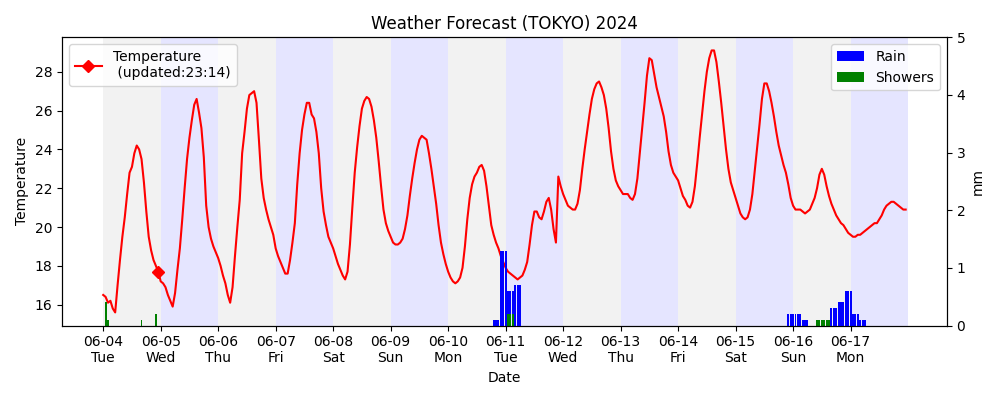 Weather Forecast (TOKYO) 2024
Temperature
(updated:23:14)
Rain
Showers
Temperature
28
26
24
22
20
18
16
5
4
3
2
1
0
mm
06-04 06-05 06-06 06-07 06-08 06-09 06-10 06-11 06-12 06-13 06-14 06-15 06-16 06-17
Tue Wed Thu Fri Sat Sun Mon Tue Wed Thu Fri Sat Sun Mon
Date